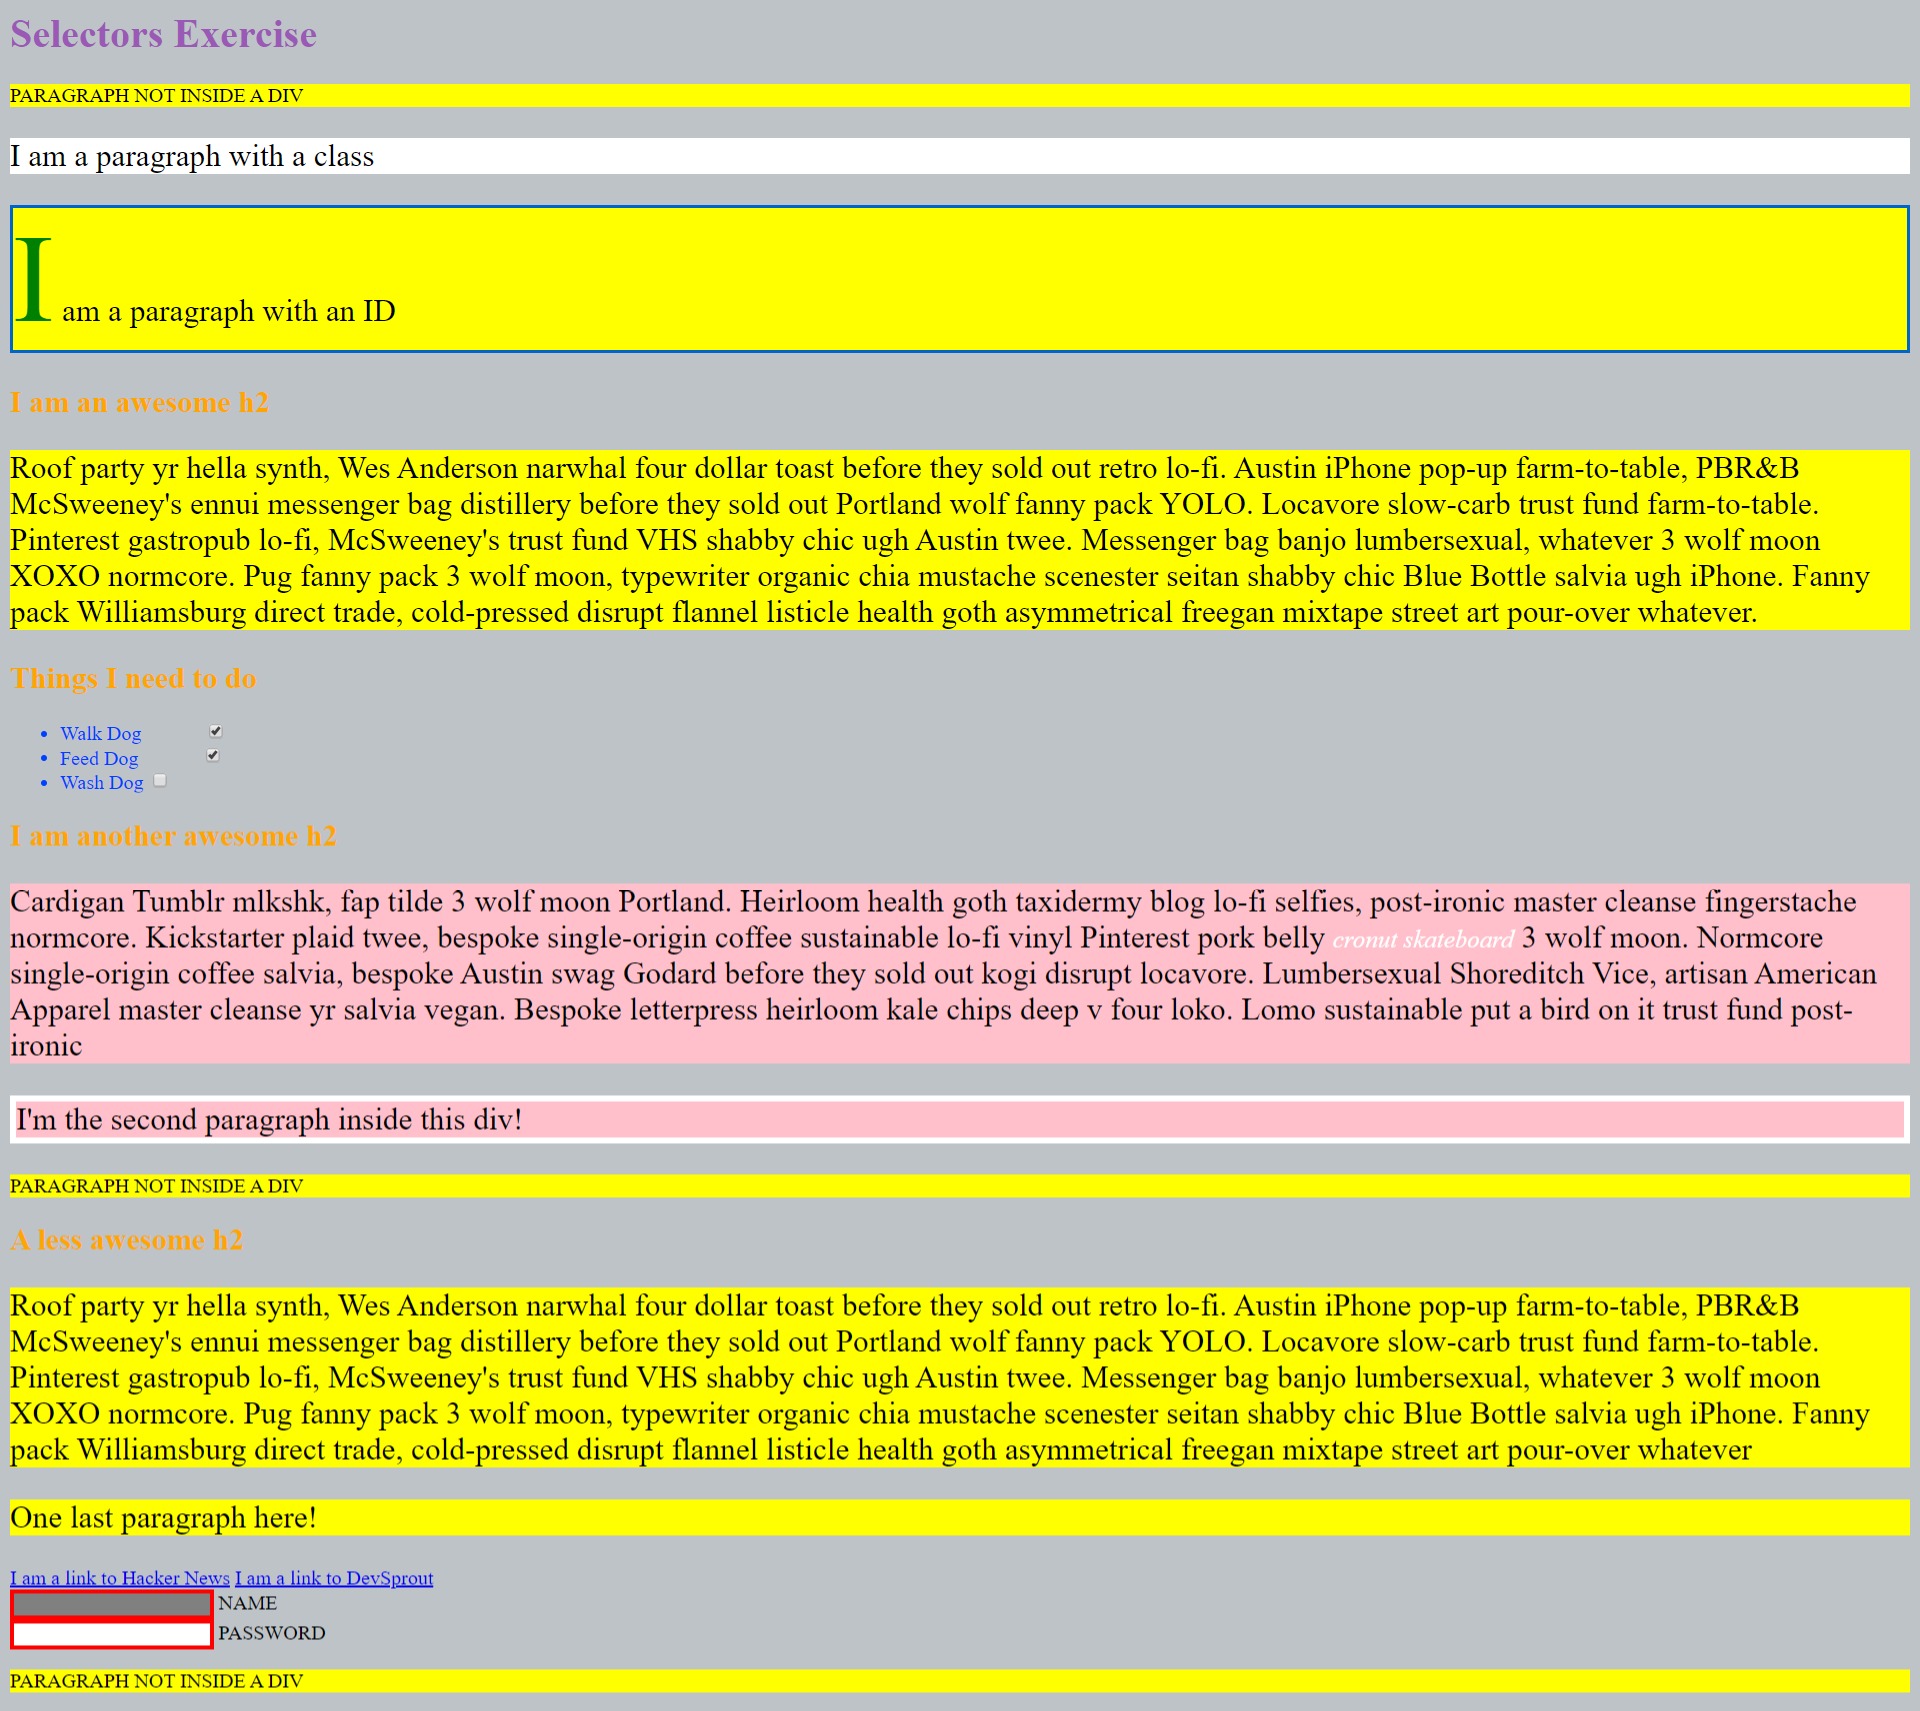 Selectors Exercise
PARAGRAPH NOT INSIDE A DIV
I am a paragraph with a class
I am a paragraph with an ID
I am an awesome h2
Roof party yr hella synth, Wes Anderson narwhal four dollar toast before they sold out retro lo-fi. Austin iPhone pop-up farm-to-table, PBR&B
McSweeney's ennui messenger bag distillery before they sold out Portland wolf fanny pack YOLO. Locavore slow-carb trust fund farm-to-table.
Pinterest gastropub lo-fi, McSweeney's trust fund VHS shabby chic ugh Austin twee. Messenger bag banjo lumbersexual, whatever 3 wolf moon
XOXO normcore. Pug fanny pack 3 wolf moon, typewriter organic chia mustache scenester seitan shabby chic Blue Bottle salvia ugh iPhone. Fanny
pack Williamsburg direct trade, cold-pressed disrupt flannel listicle health goth asymmetrical freegan mixtape street art pour-over whatever.
Things I need to do
Walk Dog
Feed Dog
Wash Dog
I am another awesome h2
Cardigan Tumblr mlkshk, fap tilde 3 wolf moon Portland. Heirloom health goth taxidermy blog lo-fi selfies, post-ironic master cleanse fingerstache
normcore. Kickstarter plaid twee, bespoke single-origin coffee sustainable lo-fi vinyl Pinterest pork belly cronut skateboard 3 wolf moon. Normcore
single-origin coffee salvia, bespoke Austin swag Godard before they sold out kogi disrupt locavore. Lumbersexual Shoreditch Vice, artisan American
Apparel master cleanse yr salvia vegan. Bespoke letterpress heirloom kale chips deep v four loko. Lomo sustainable put a bird on it trust fund post-
ironic
I'm the second paragraph inside this div!
PARAGRAPH NOT INSIDE A DIV
A less awesome h2
Roof party yr hella synth, Wes Anderson narwhal four dollar toast before they sold out retro lo-fi. Austin iPhone pop-up farm-to-table, PBR&B
McSweeney's ennui messenger bag distillery before they sold out Portland wolf fanny pack YOLO. Locavore slow-carb trust fund farm-to-table.
Pinterest gastropub lo-fi, McSweeney's trust fund VHS shabby chic ugh Austin twee. Messenger bag banjo lumbersexual, whatever 3 wolf moon
XOXO normcore. Pug fanny pack 3 wolf moon, typewriter organic chia mustache scenester seitan shabby chic Blue Bottle salvia ugh iPhone. Fanny
pack Williamsburg direct trade, cold-pressed disrupt flannel listicle health goth asymmetrical freegan mixtape street art pour-over whatever
One last paragraph here!
I am a link to Hacker News I am a link to DevSprout
NAME
PASSWORD
PARAGRAPH NOT INSIDE A DIV